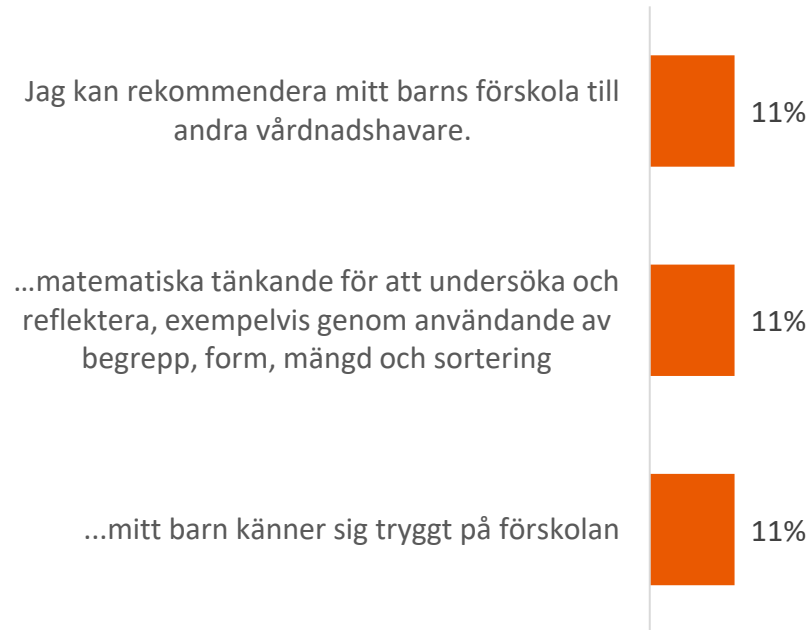 Jag kan rekommendera mitt barns förskola till
andra vårdnadshavare.
11%
...matematiska tänkande för att undersöka och
reflektera, exempelvis genom användande av
begrepp, form, mängd och sortering
11%
...mitt barn känner sig tryggt på förskolan
11%